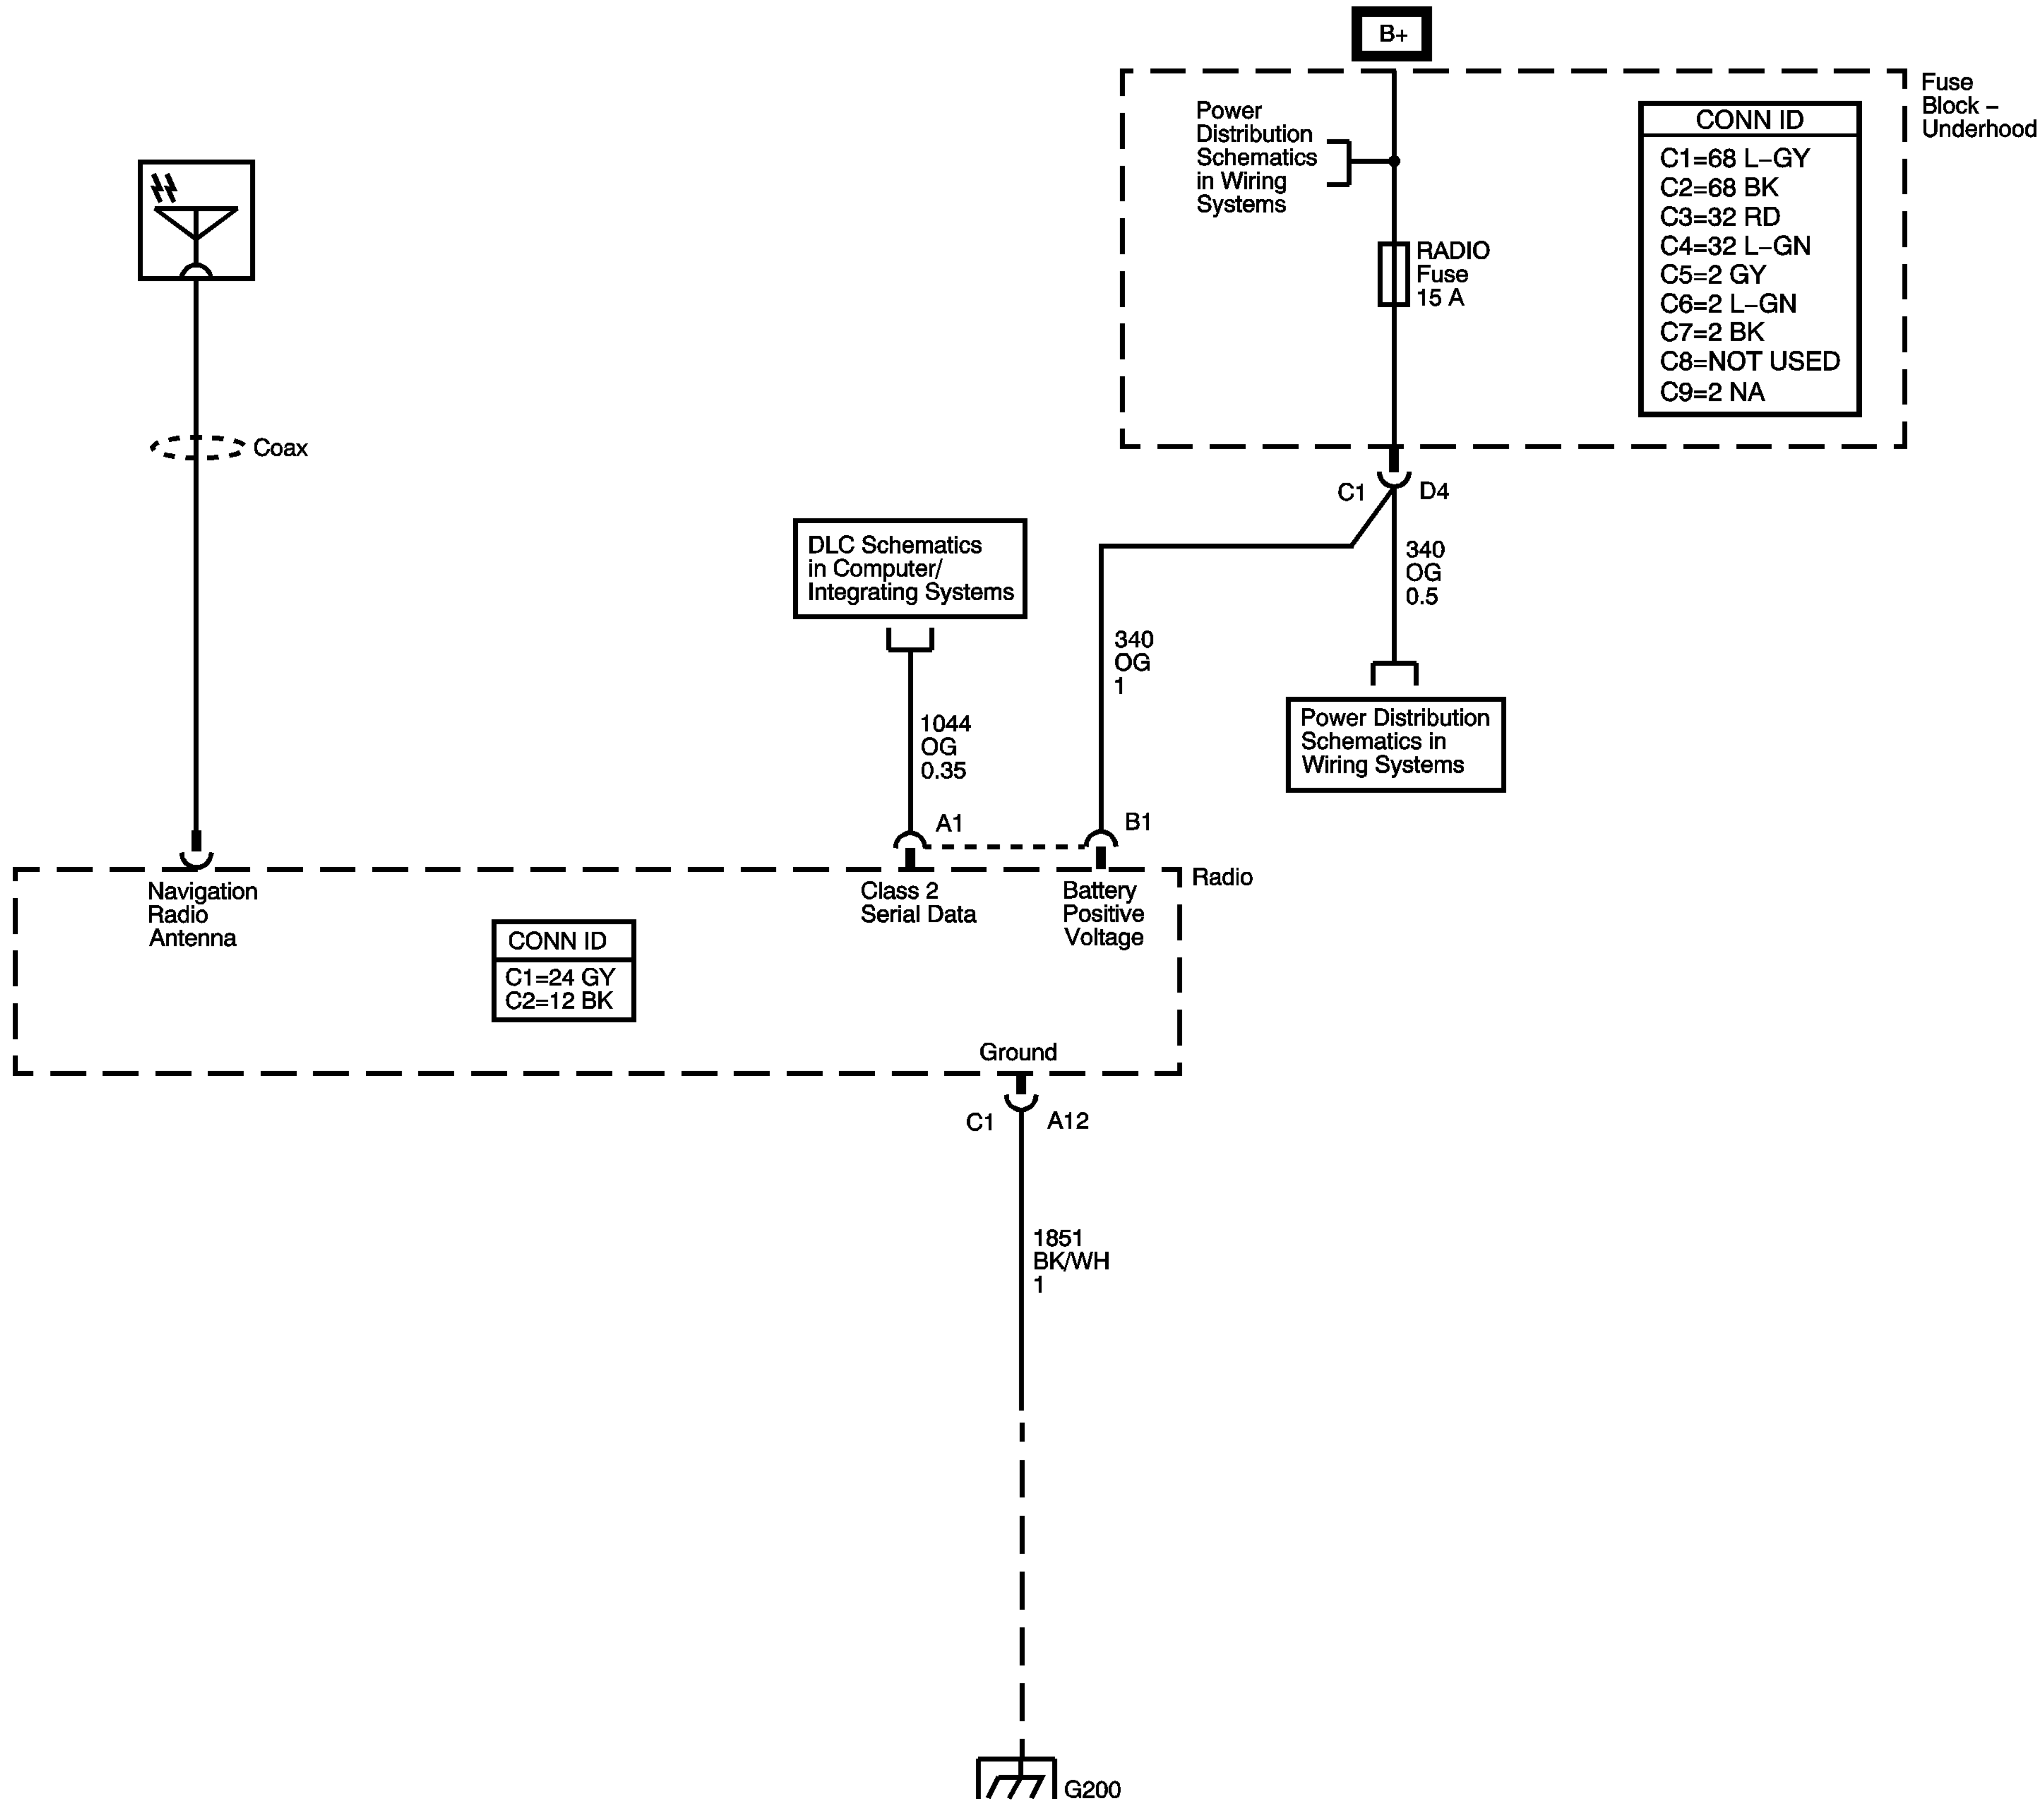 B+
Fuse
Block –
Underhood
Power
Distribution
Schematics
in Wiring
Systems
RADIO
Fuse
15 A
CONN ID
C1=68 L–GY
C2=68 BK
C3=32 RD
C4=32 L–GN
C5=2 GY
C6=2 L–GN
C7=2 BK
C8=NOT USED
C9=2 NA
Coax
C1
D4
DLC Schematics
in Computer/
Integrating Systems
340
OG
0.5
340
OG
1
Power Distribution
Schematics in
Wiring Systems
1044
OG
0.35
A1
B1
Radio
Navigation
Radio
Antenna
Class 2
Serial Data
Battery
Positive
Voltage
CONN ID
C1=24 GY
C2=12 BK
Ground
C1
A12
1851
BK/WH
1
G200